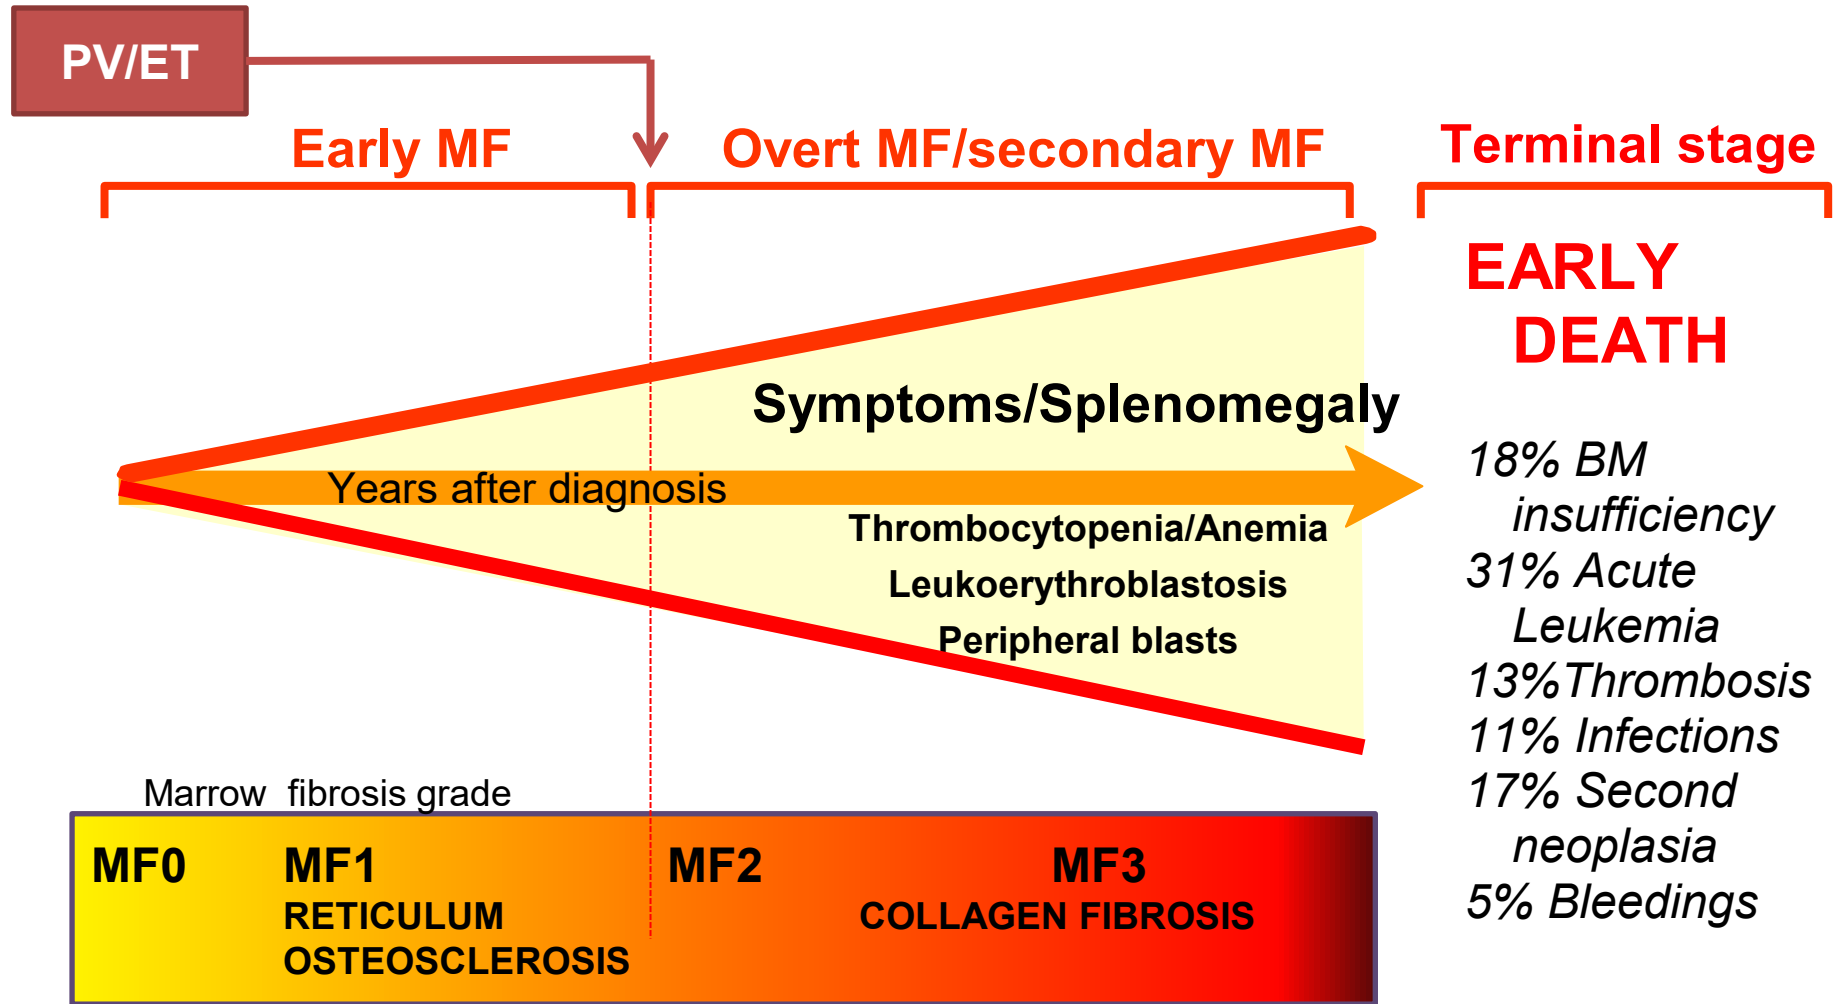 PV/ET
Early MF
Overt MF/secondary MF
Terminal stage
EARLY
DEATH
Symptoms/Splenomegaly
Years after diagnosis
Thrombocytopenia/Anemia
Leukoerythroblastosis
Peripheral blasts
18% BM
insufficiency
31% Acute
Leukemia
13%Thrombosis
11% Infections
17% Second
neoplasia
5% Bleedings
Marrow fibrosis grade
MF0
MF1
RETICULUM
OSTEOSCLEROSIS
MF2
MF3
COLLAGEN FIBROSIS